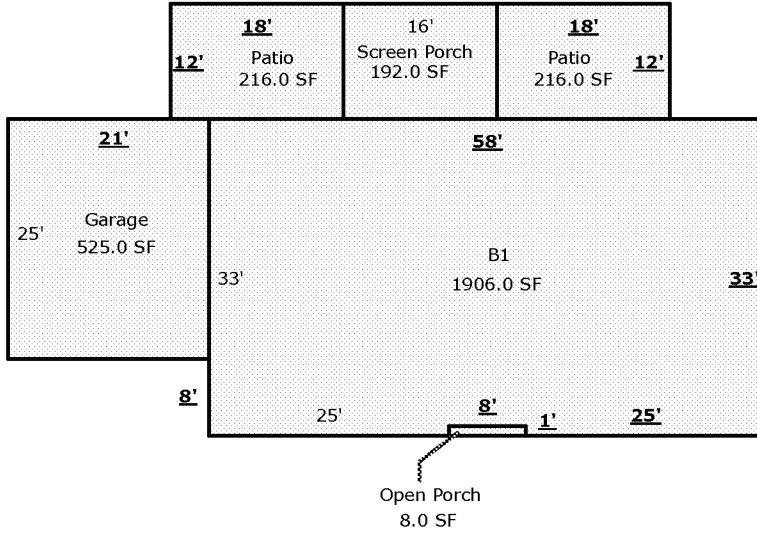 18'
16'
18'
12'
Patio
216.0 SF
Screen Porch
192.0 SF
Patio
216.0 SF
12'
21'
58'
Garage
525.0 SF
25'
33'
B1
1906.0 SF
33'
8'
25'
8'
1'
25'
Open Porch
8.0 SF